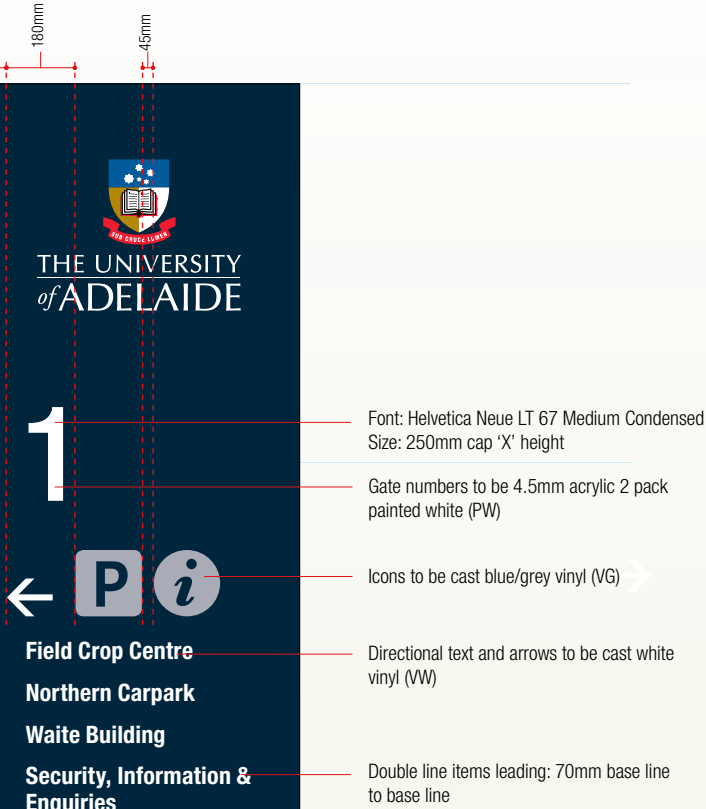 180mm
45mm
SUB CRUCE LUMEN
THE UNIVERSITY
of ADELAIDE
1
Font: Helvetica Neue LT 67 Medium Condensed
Size: 250mm cap ‘X’ height
Gate numbers to be 4.5mm acrylic 2 pack
painted white (PW)
P i
Icons to be cast blue/grey vinyl (VG)
Field Crop Centre
Directional text and arrows to be cast white
vinyl (VW)
Northern Carpark
Waite Building
Security, Information &
Enquiries
Double line items leading: 70mm base line
to base line